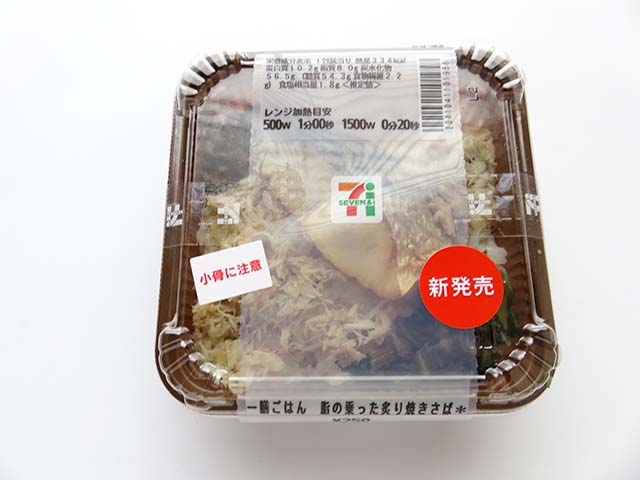 栄養成分表示 1包装当り 熱量334kcal
蛋白質10.2g 脂質8.0g 炭水化物
56.5g (糖質54.3g 食物繊維2.2
g) 食塩相当量1.8g <推定値>
レンジ加熱目安
500W 1分00秒 1500W 0分20秒
SEVEN&i
小骨に注意
新発売
一膳ごはん 脂の乗った炙り焼きさば*